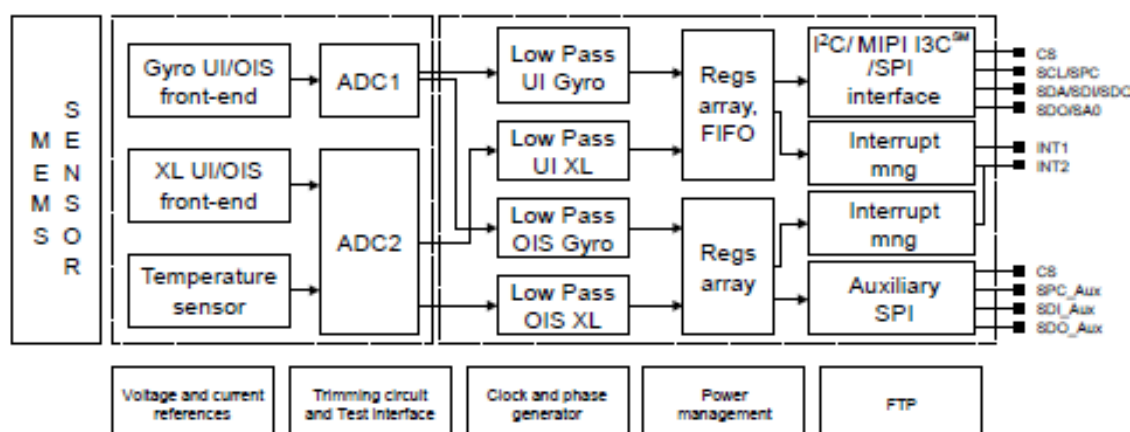 MEMS
SENSOR
Gyro UI/OIS
front-end
XL UI/OIS
front-end
Temperature
sensor
ADC1
ADC2
Low Pass
UI Gyro
Low Pass
UI XL
Low Pass
OIS Gyro
Low Pass
OIS XL
Regs
array,
FIFO
Regs
array
I²C/ MIPI I3C℠
/SPI
interface
Interrupt
mng
Interrupt
mng
Auxiliary
SPI
CS
SCL/SPC
SDA/SDI/SDO
SDO/SA0
INT1
INT2
CS
SPC_Aux
SDI_Aux
SDO_Aux
Voltage and current
references
Trimming circuit
and Test interface
Clock and phase
generator
Power
management
FTP